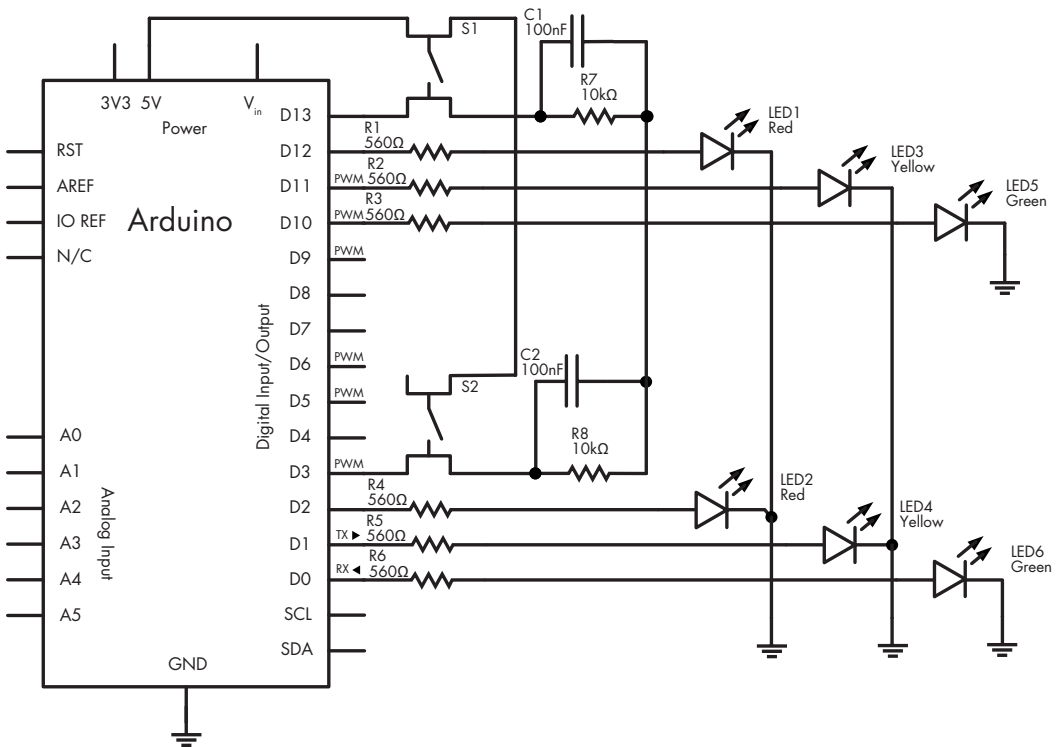 S1
C1
100nF
R7
10kΩ
3V3 5V
V in
Power
Arduino
RST
AREF
IO REF
N/C
A0
A1
A2
A3
A4
A5
Analog Input
Digital Input/Output
D13
D12
D11 PWM
D10 PWM
D9 PWM
D8
D7
D6 PWM
D5 PWM
D4
D3 PWM
D2
D1 TX
D0 RX
SCL
SDA
GND
R1
560Ω
R2
560Ω
R3
560Ω
LED1
Red
LED3
Yellow
LED5
Green
S2
C2
100nF
R8
10kΩ
R4
560Ω
R5
560Ω
R6
560Ω
LED2
Red
LED4
Yellow
LED6
Green